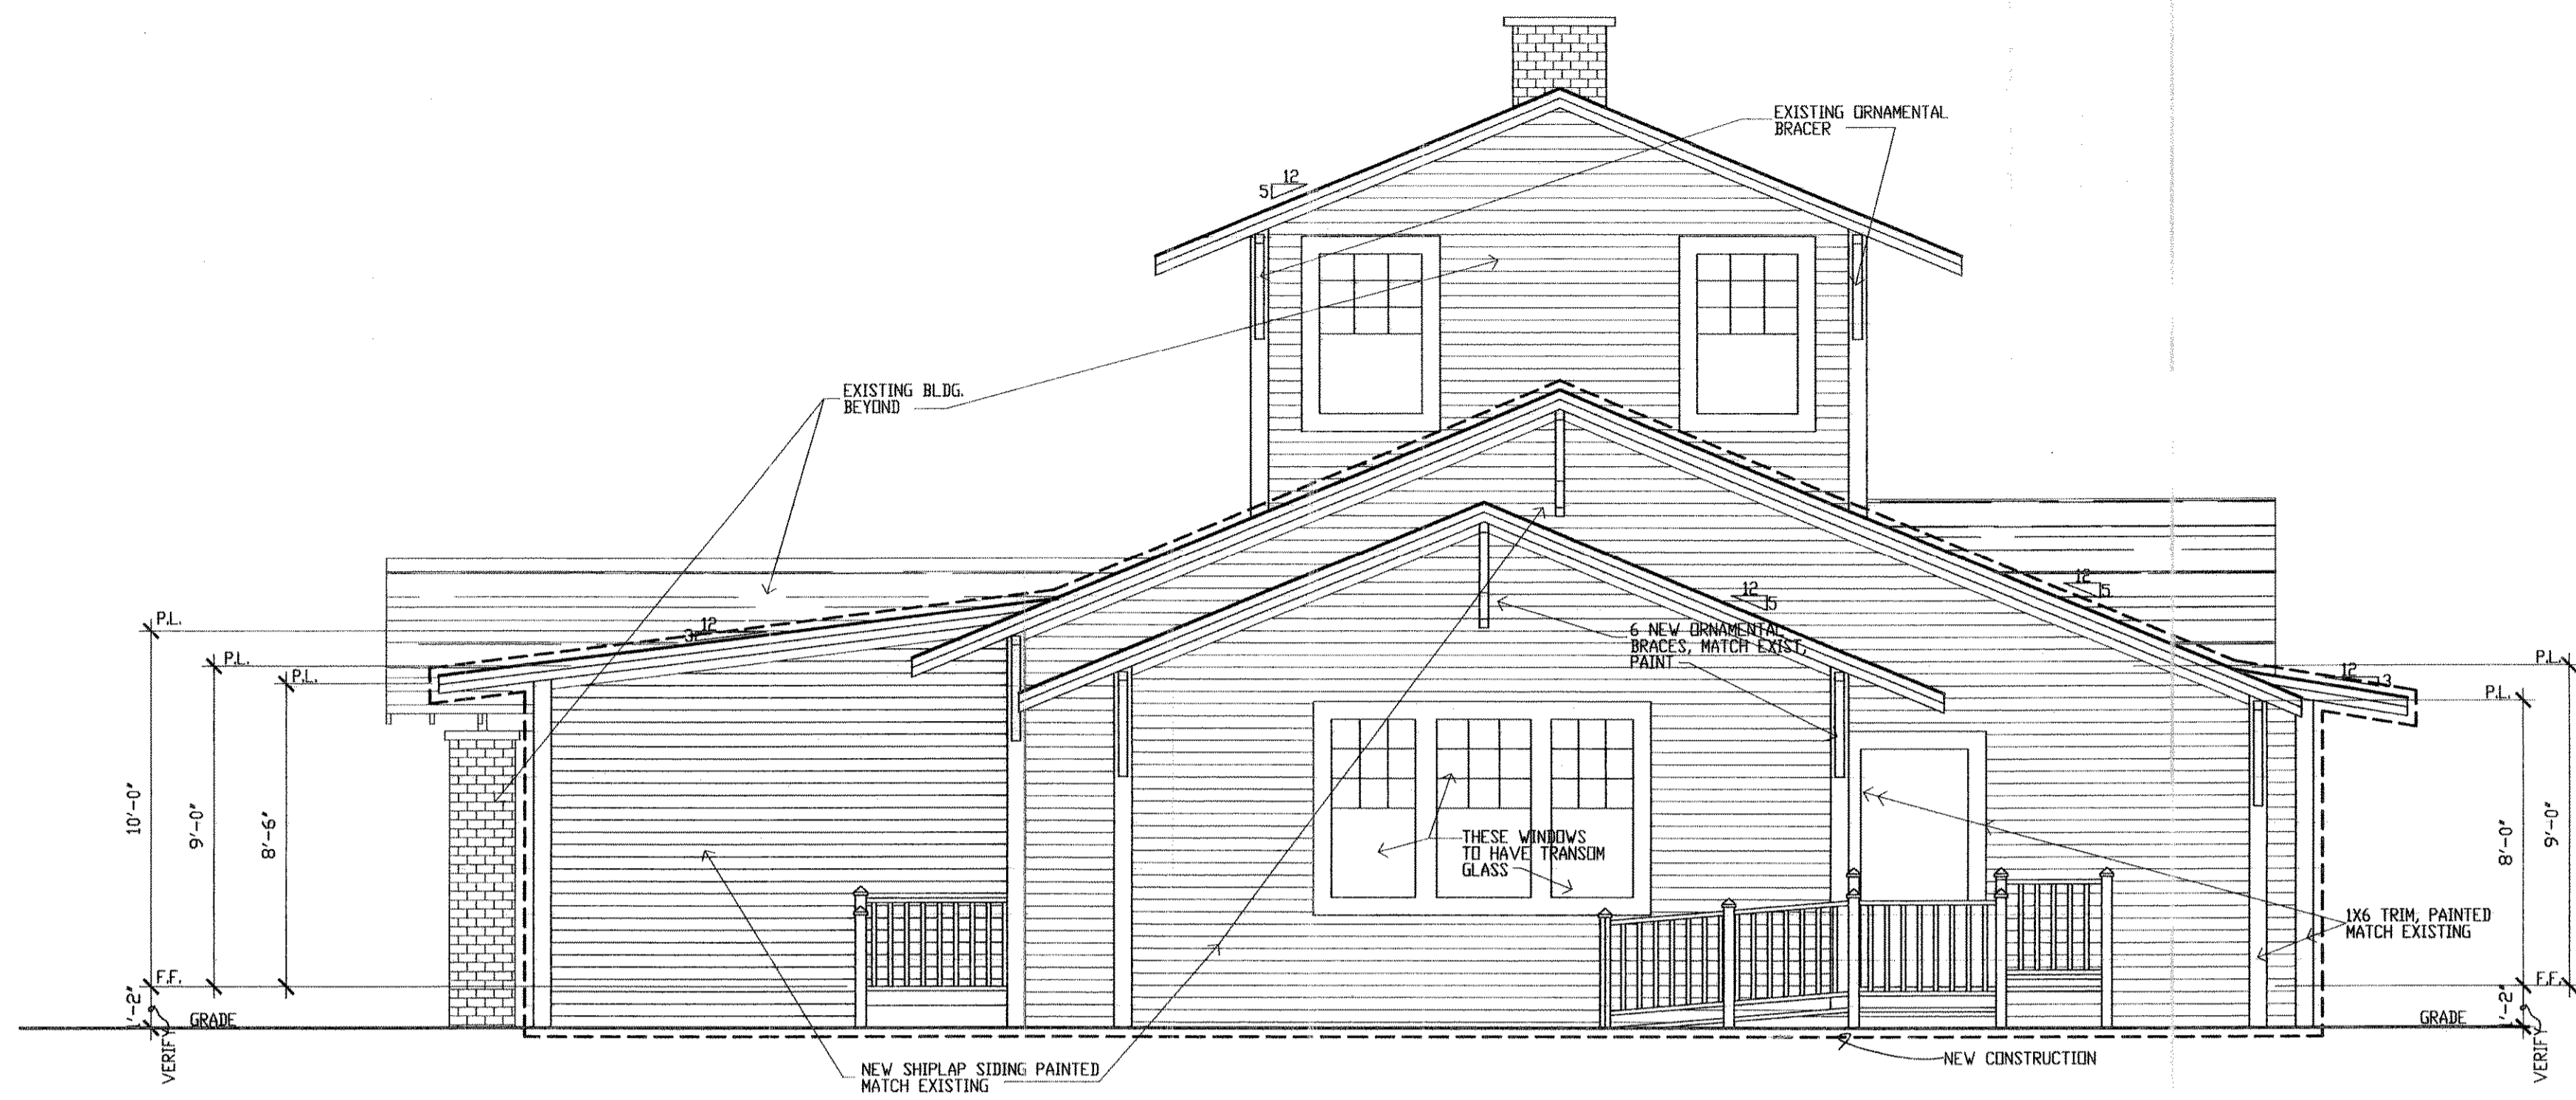 EXISTING ORNAMENTAL
BRACER
12
5
EXISTING BLDG.
BEYOND
12
5
12
5
P.L.
12
3
6 NEW ORNAMENTAL
BRACES, MATCH EXIST,
PAINT
P.L.
P.L.
P.L.
12
3
P.L.
10'-0"
9'-0"
8'-6"
THESE WINDOWS
TO HAVE TRANSOM
GLASS
8'-0"
9'-0"
1X6 TRIM, PAINTED
MATCH EXISTING
F.F.
F.F.
'-2"
GRADE
VERIFY
GRADE
'-2"
VERIFY
NEW CONSTRUCTION
NEW SHIPLAP SIDING PAINTED
MATCH EXISTING